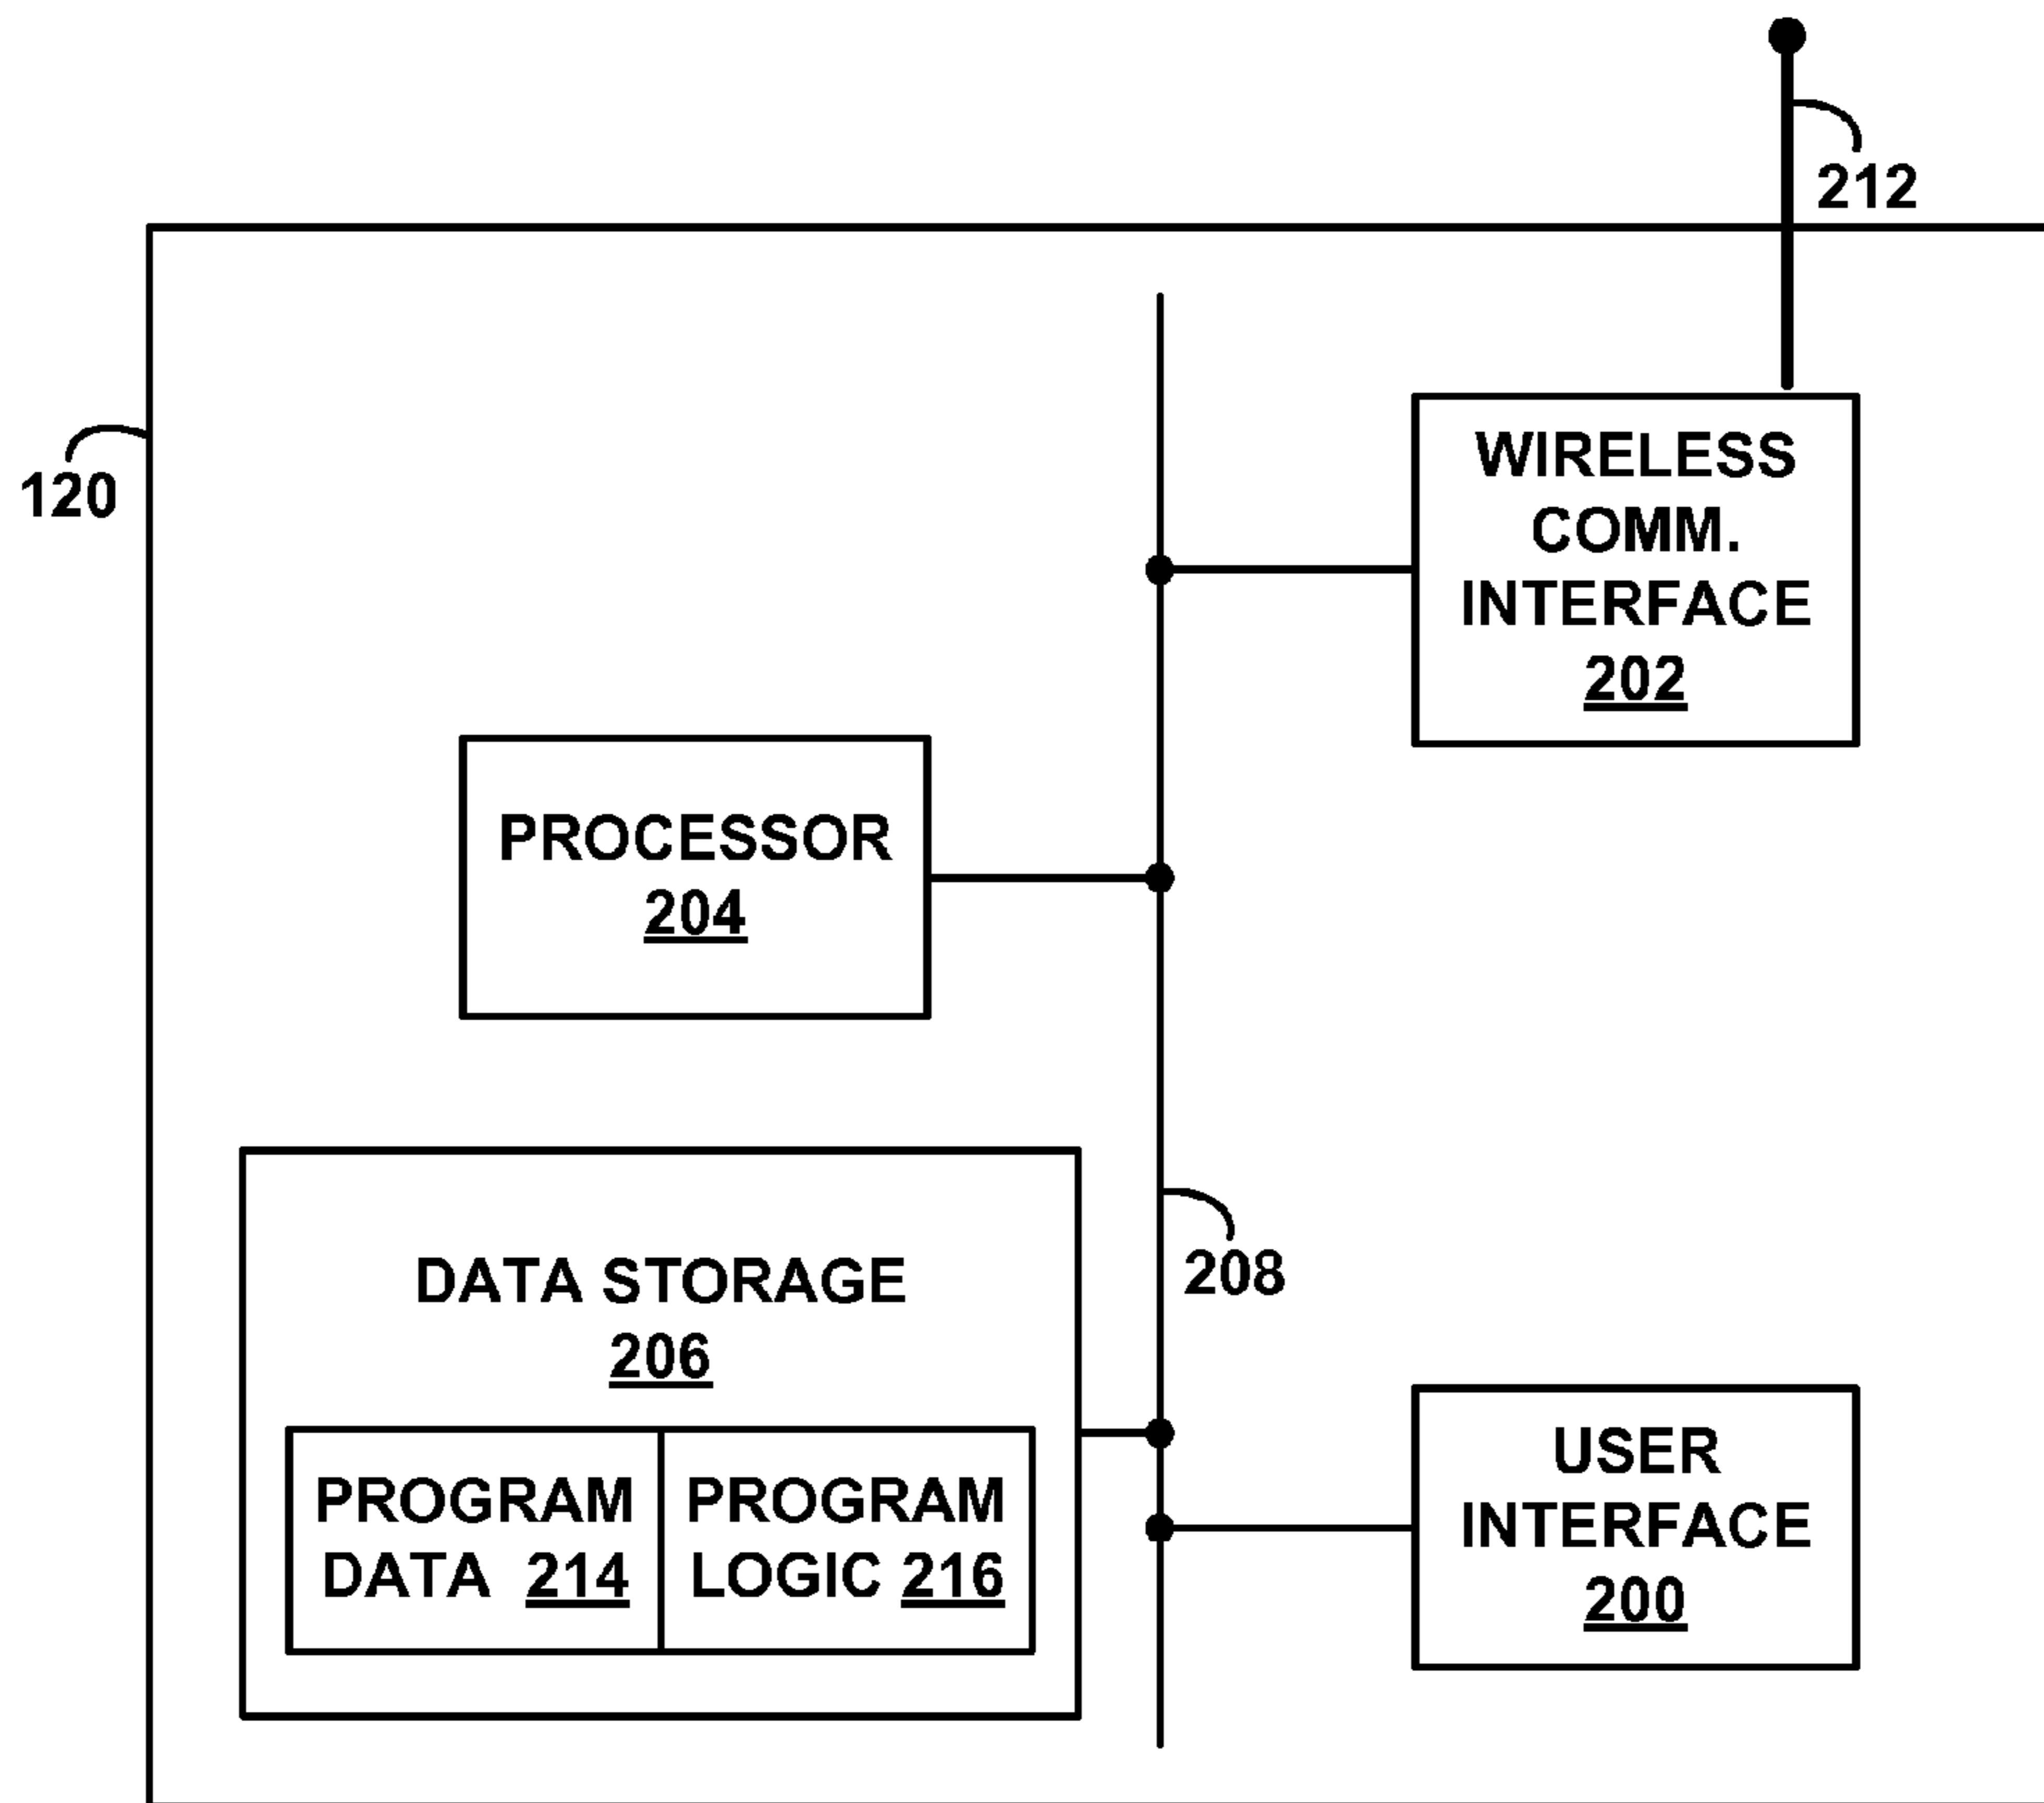 212
120
WIRELESS
COMM.
INTERFACE
202
PROCESSOR
204
208
DATA STORAGE
206
PROGRAM
DATA 214
PROGRAM
LOGIC 216
USER
INTERFACE
200